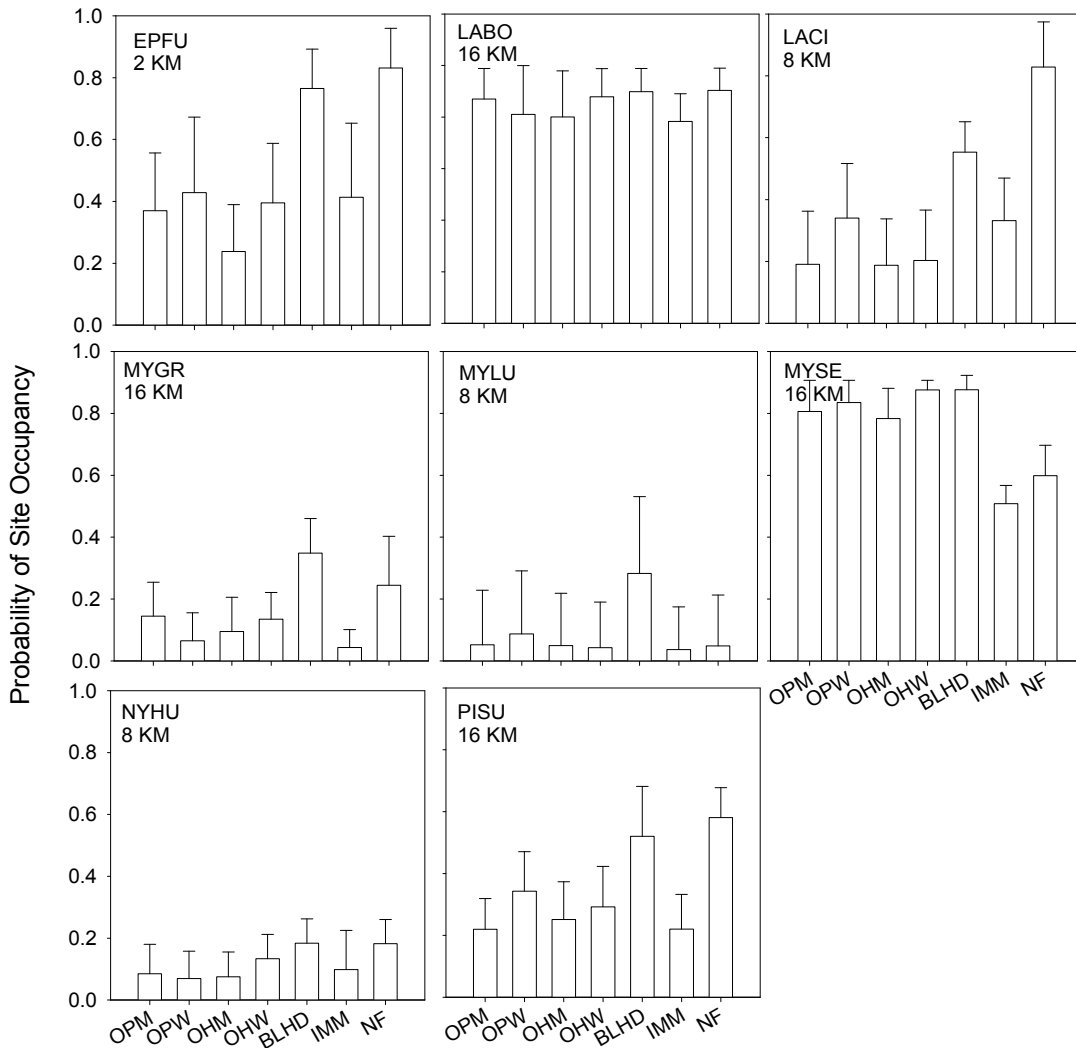 EPFU
2 KM
LABO
16 KM
LACI
8 KM
1.0
0.8
0.6
0.4
0.2
0.0
MYGR
16 KM
MYLU
8 KM
MYSE
16 KM
1.0
0.8
0.6
0.4
0.2
0.0
OPM
OPW
OHM
OHW
BLHD
IMM
NF
NYHU
8 KM
PISU
16 KM
1.0
0.8
0.6
0.4
0.2
0.0
OPM
OPW
OHM
OHW
BLHD
IMM
NF
OPM
OPW
OHM
OHW
BLHD
IMM
NF
Probability of Site Occupancy